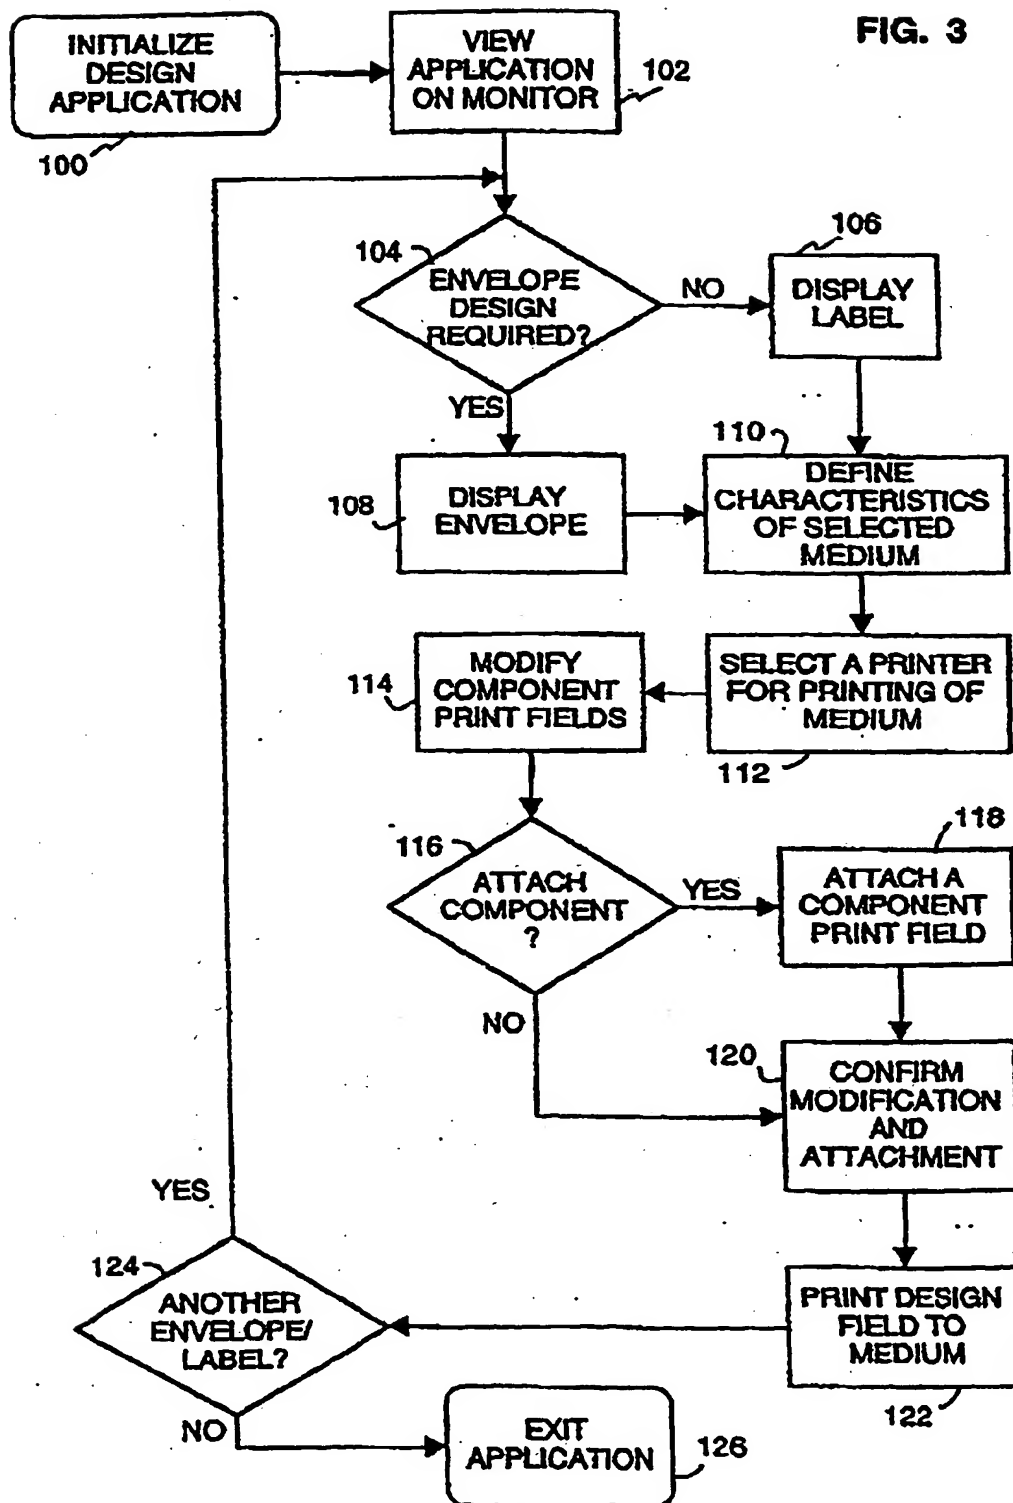 FIG. 3
INITIALIZE
DESIGN
APPLICATION
100
VIEW
APPLICATION
ON MONITOR
102
104
ENVELOPE
DESIGN
REQUIRED?
NO
106
DISPLAY
LABEL
YES
108
DISPLAY
ENVELOPE
110
DEFINE
CHARACTERISTICS
OF SELECTED
MEDIUM
114
MODIFY
COMPONENT
PRINT FIELDS
SELECT A PRINTER
FOR PRINTING OF
MEDIUM
112
116
ATTACH
COMPONENT
?
YES
118
ATTACH A
COMPONENT
PRINT FIELD
NO
120
CONFIRM
MODIFICATION
AND
ATTACHMENT
YES
124
ANOTHER
ENVELOPE/
LABEL?
PRINT DESIGN
FIELD TO
MEDIUM
122
NO
EXIT
APPLICATION
126